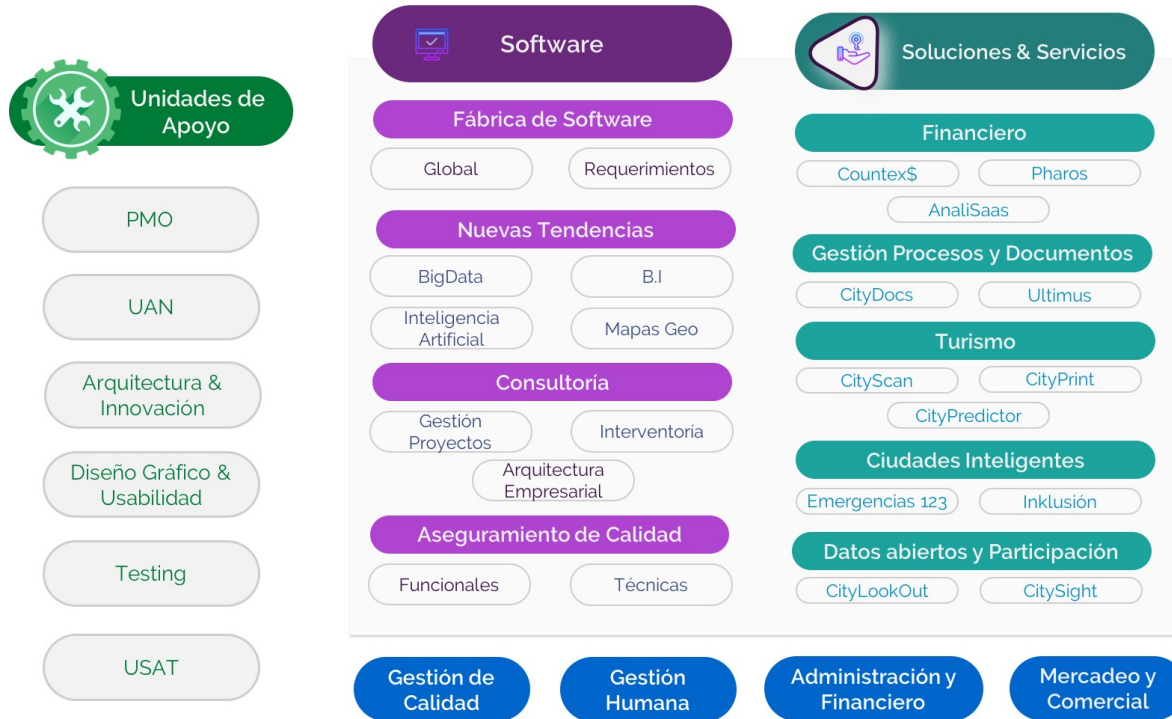 Unidades de
Apoyo
PMO
UAN
Arquitectura &
Innovación
Diseño Gráfico &
Usabilidad
Testing
USAT
Software
Fábrica de Software
Global
Requerimientos
Nuevas Tendencias
BigData
B.I
Inteligencia
Artificial
Mapas Geo
Consultoría
Gestión
Proyectos
Interventoría
Arquitectura
Empresarial
Aseguramiento de Calidad
Funcionales
Técnicas
Soluciones & Servicios
Financiero
Countex$
Pharos
AnaliSaas
Gestión Procesos y Documentos
CityDocs
Ultimus
Turismo
CityScan
CityPrint
CityPredictor
Ciudades Inteligentes
Emergencias 123
Inklusión
Datos abiertos y Participación
CityLookOut
CitySight
Gestión de
Calidad
Gestión
Humana
Administración y
Financiero
Mercadeo y
Comercial